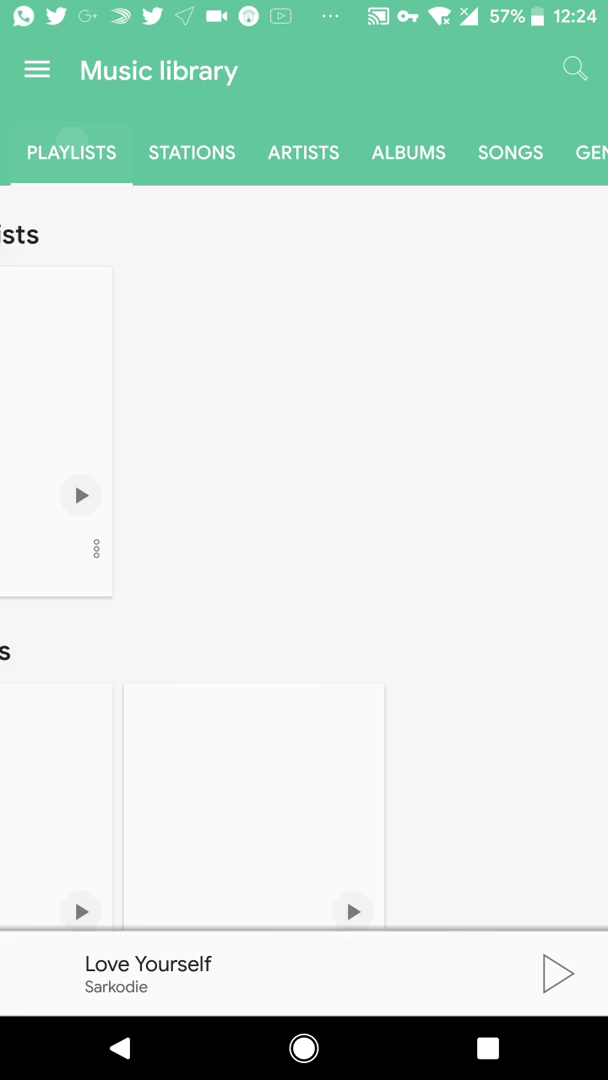 57% 12:24
Music library
PLAYLISTS STATIONS ARTISTS ALBUMS SONGS GEN
ists
s
Love Yourself
Sarkodie